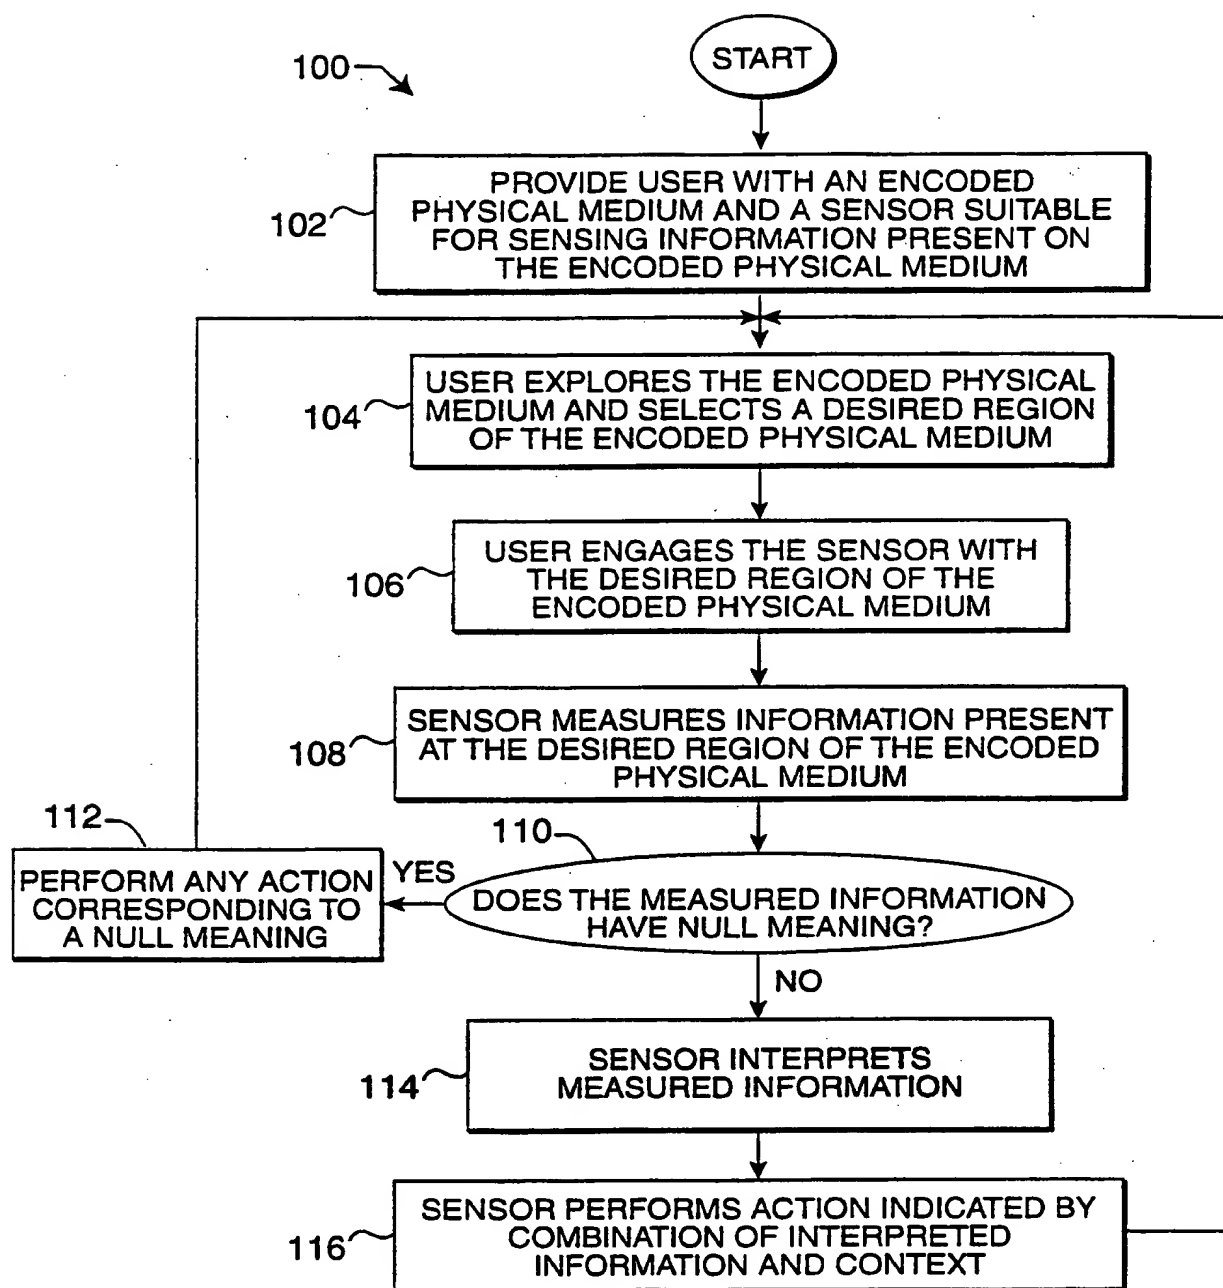 START
100
PROVIDE USER WITH AN ENCODED
PHYSICAL MEDIUM AND A SENSOR SUITABLE
FOR SENSING INFORMATION PRESENT ON
THE ENCODED PHYSICAL MEDIUM
102
USER EXPLORES THE ENCODED PHYSICAL
MEDIUM AND SELECTS A DESIRED REGION
OF THE ENCODED PHYSICAL MEDIUM
104
USER ENGAGES THE SENSOR WITH
THE DESIRED REGION OF THE
ENCODED PHYSICAL MEDIUM
106
SENSOR MEASURES INFORMATION PRESENT
AT THE DESIRED REGION OF THE ENCODED
PHYSICAL MEDIUM
108
110
DOES THE MEASURED INFORMATION
HAVE NULL MEANING?
YES
112
PERFORM ANY ACTION
CORRESPONDING TO
A NULL MEANING
NO
SENSOR INTERPRETS
MEASURED INFORMATION
114
SENSOR PERFORMS ACTION INDICATED BY
COMBINATION OF INTERPRETED
INFORMATION AND CONTEXT
116